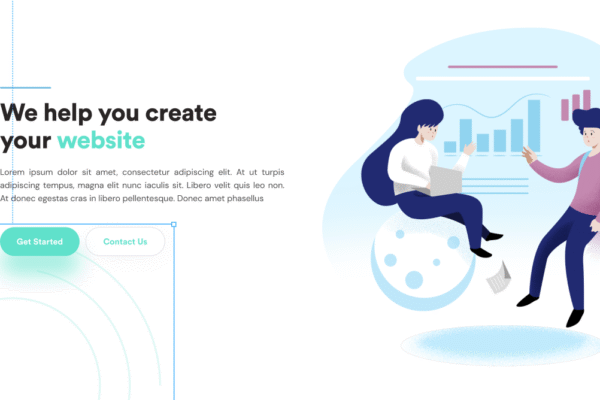 We help you create
your website
Lorem ipsum dolor sit amet, consectetur adipiscing elit. At ut turpis
adipiscing tempus, magna elit nunc iaculis sit. Libero velit quis leo non.
At donec egestas cras in libero pellentesque. Donec amet phasellus
Get Started
Contact Us